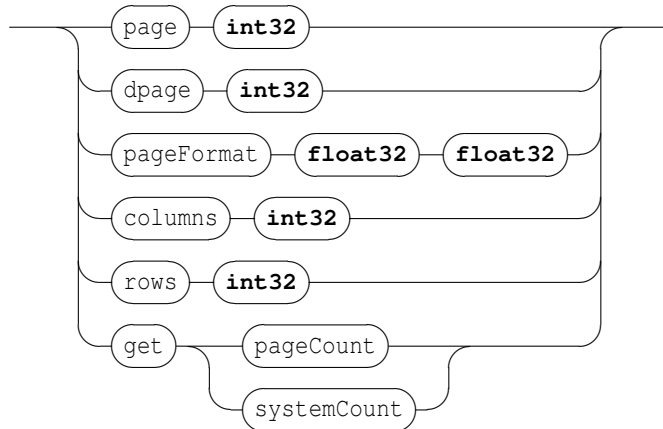 page int32
dpage int32
pageFormat float32 float32
columns int32
rows int32
get pageCount
systemCount